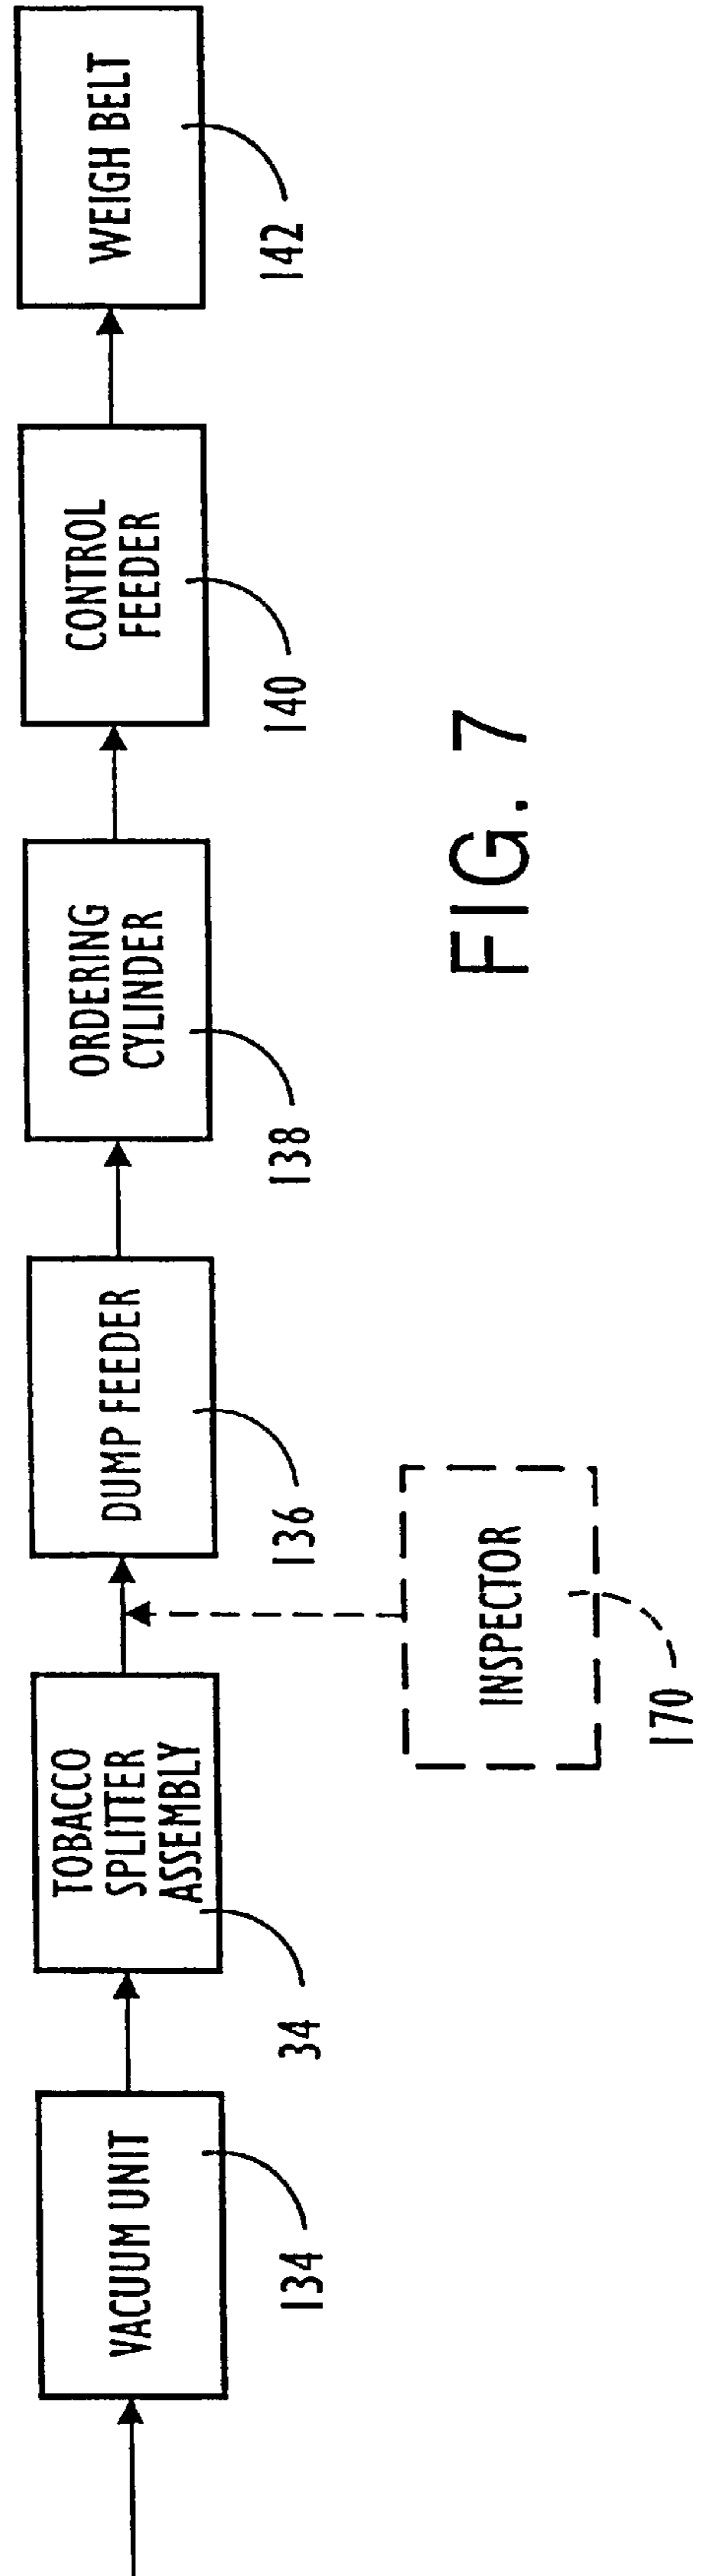 VACUUM UNIT
134
TOBACCO
SPLITTER
ASSEMBLY
34
DUMP FEEDER
136
INSPECTOR
170
ORDERING
CYLINDER
138
CONTROL
FEEDER
140
WEIGH BELT
142
FIG. 7